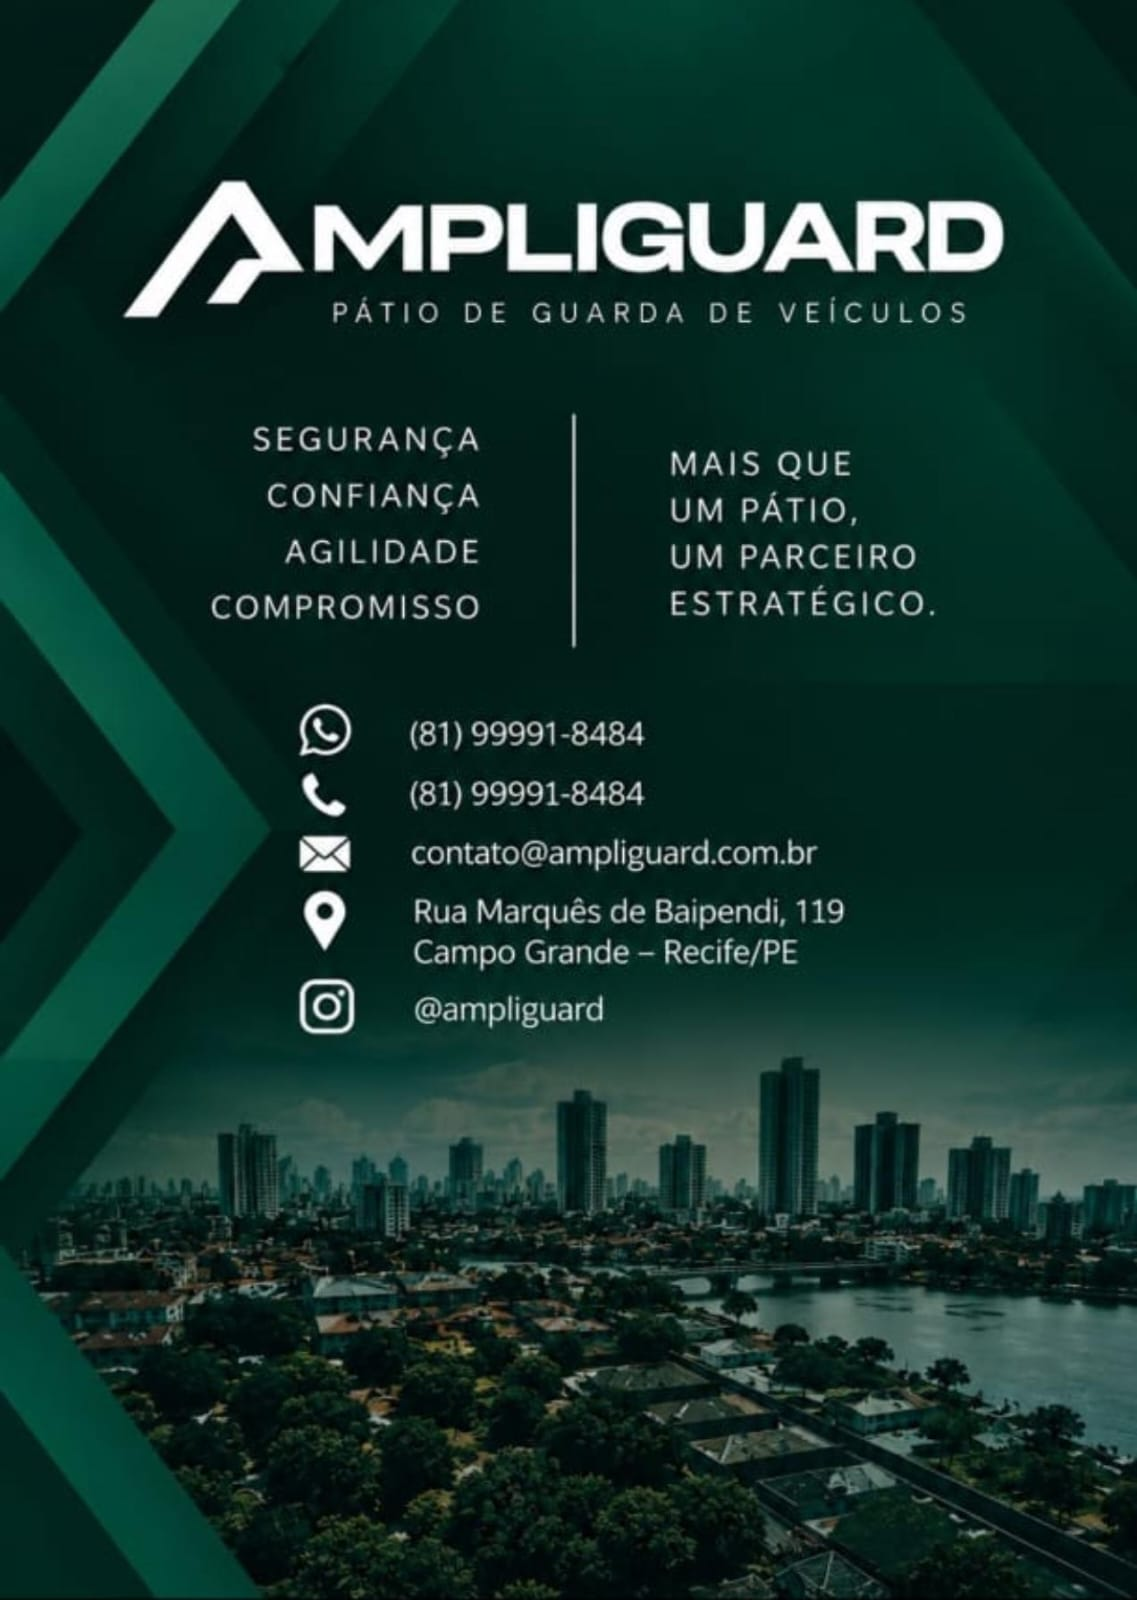 AMPLIGUARD
PÁTIO DE GUARDA DE VEÍCULOS
SEGURANÇA
CONFIANÇA
AGILIDADE
COMPROMISSO
MAIS QUE
UM PÁTIO,
UM PARCEIRO
ESTRATÉGICO.
(81) 99991-8484
(81) 99991-8484
contato@ampliguard.com.br
Rua Marquês de Baipendi, 119
Campo Grande – Recife/PE
@ampliguard